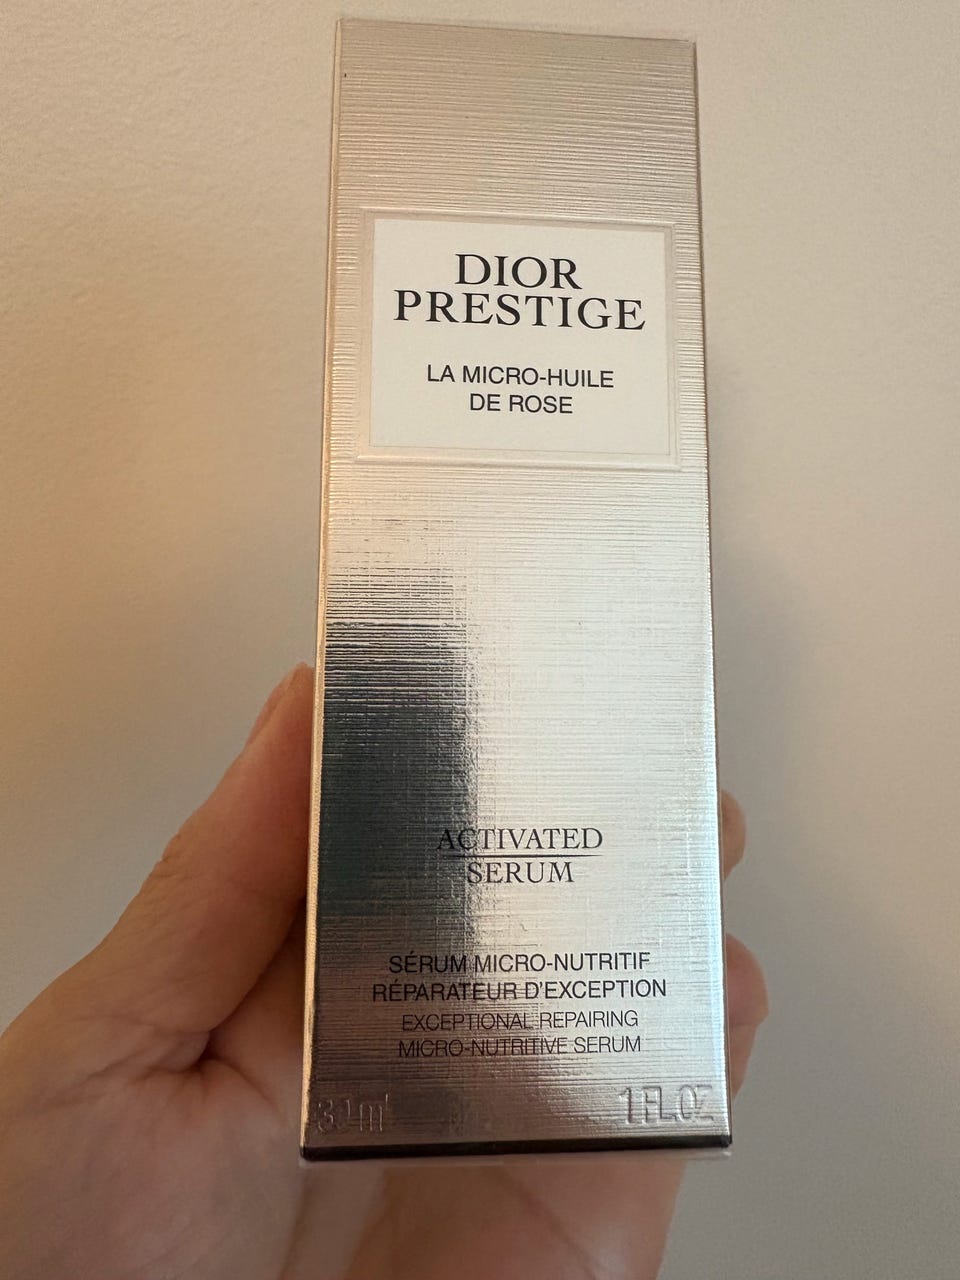 DIOR
PRESTIGE
LA MICRO-HUILE
DE ROSE
ACTIVATED
SERUM
SÉRUM MICRO-NUTRITIF
RÉPARATEUR D'EXCEPTION
EXCEPTIONAL REPAIRING
MICRO-NUTRITIVE SERUM
1 FL.OZ